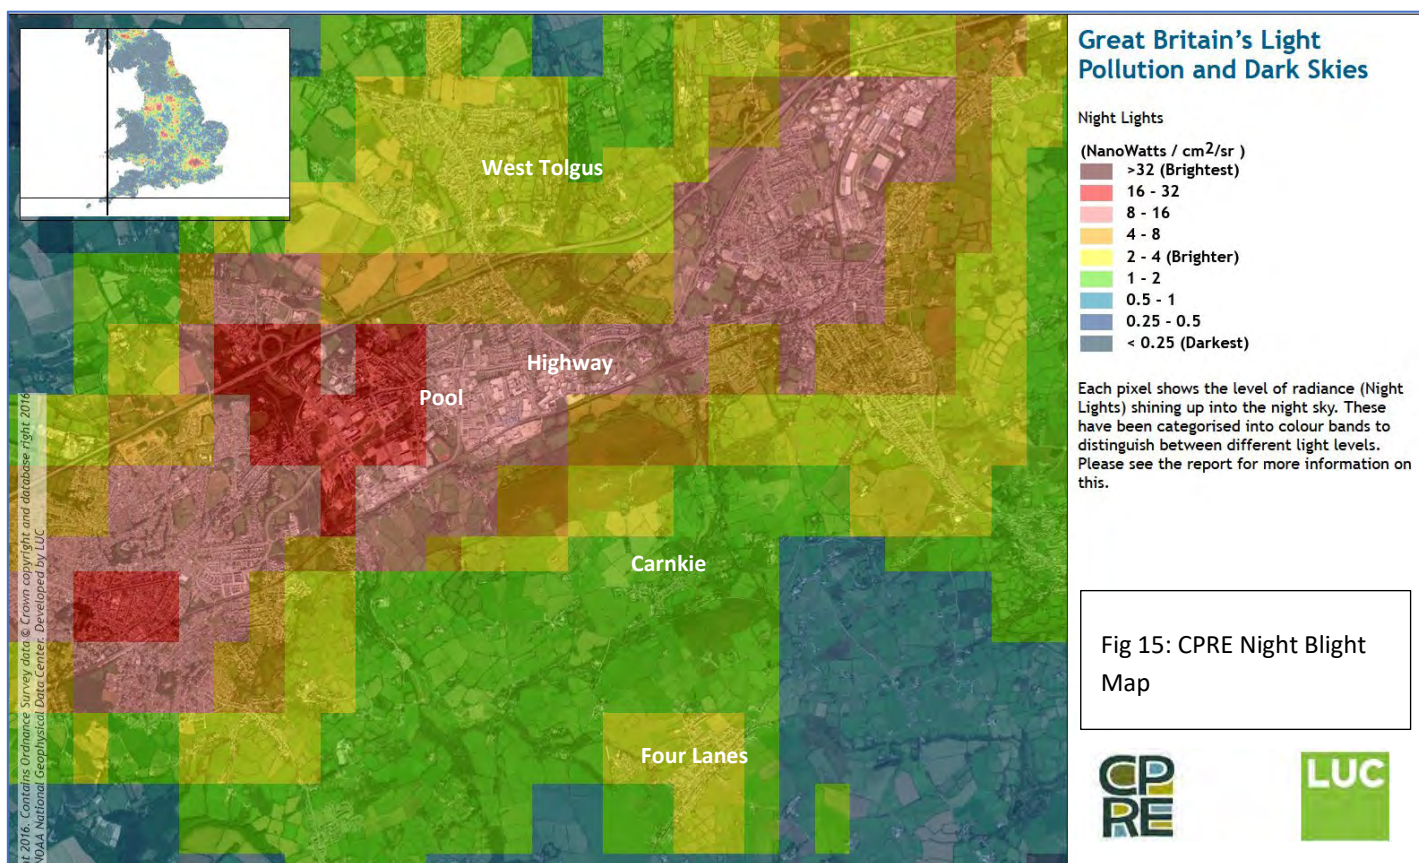 Great Britain's Light
Pollution and Dark Skies
Night Lights
(NanoWatts / cm2/sr )
>32 (Brightest)
16 - 32
8 - 16
4 - 8
2 - 4 (Brighter)
1 - 2
0.5 - 1
0.25 - 0.5
< 0.25 (Darkest)
Each pixel shows the level of radiance (Night
Lights) shining up into the night sky. These
have been categorised into colour bands to
distinguish between different light levels.
Please see the report for more information on
this.
Fig 15: CPRE Night Blight
Map
CPRE
LUC
West Tolgus
Highway
Pool
Carnkie
Four Lanes
2016. Contains Ordnance Survey data © Crown copyright and database right 2016
NOAA National Geophysical Data Center. Developed by LUC